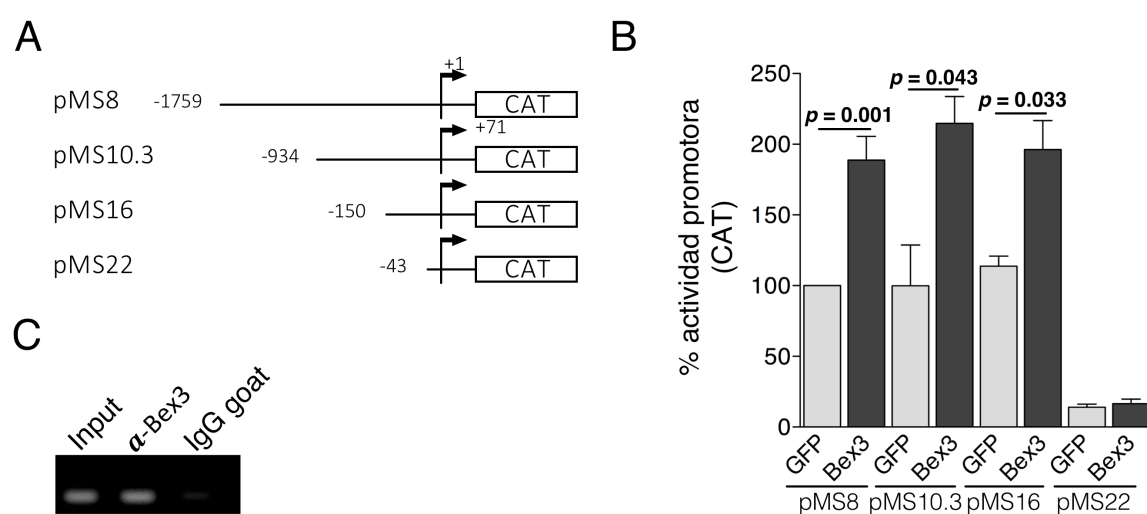 A
+1
pMS8 -1759 CAT
+71
pMS10.3 -934 CAT
pMS16 -150 CAT
pMS22 -43 CAT
B
% actividad promotora
(CAT)
250
200
150
100
50
0
p = 0.001
p = 0.043
p = 0.033
GFP Bex3 GFP Bex3 GFP Bex3 GFP Bex3
pMS8 pMS10.3 pMS16 pMS22
C
Input α-Bex3 IgG goat